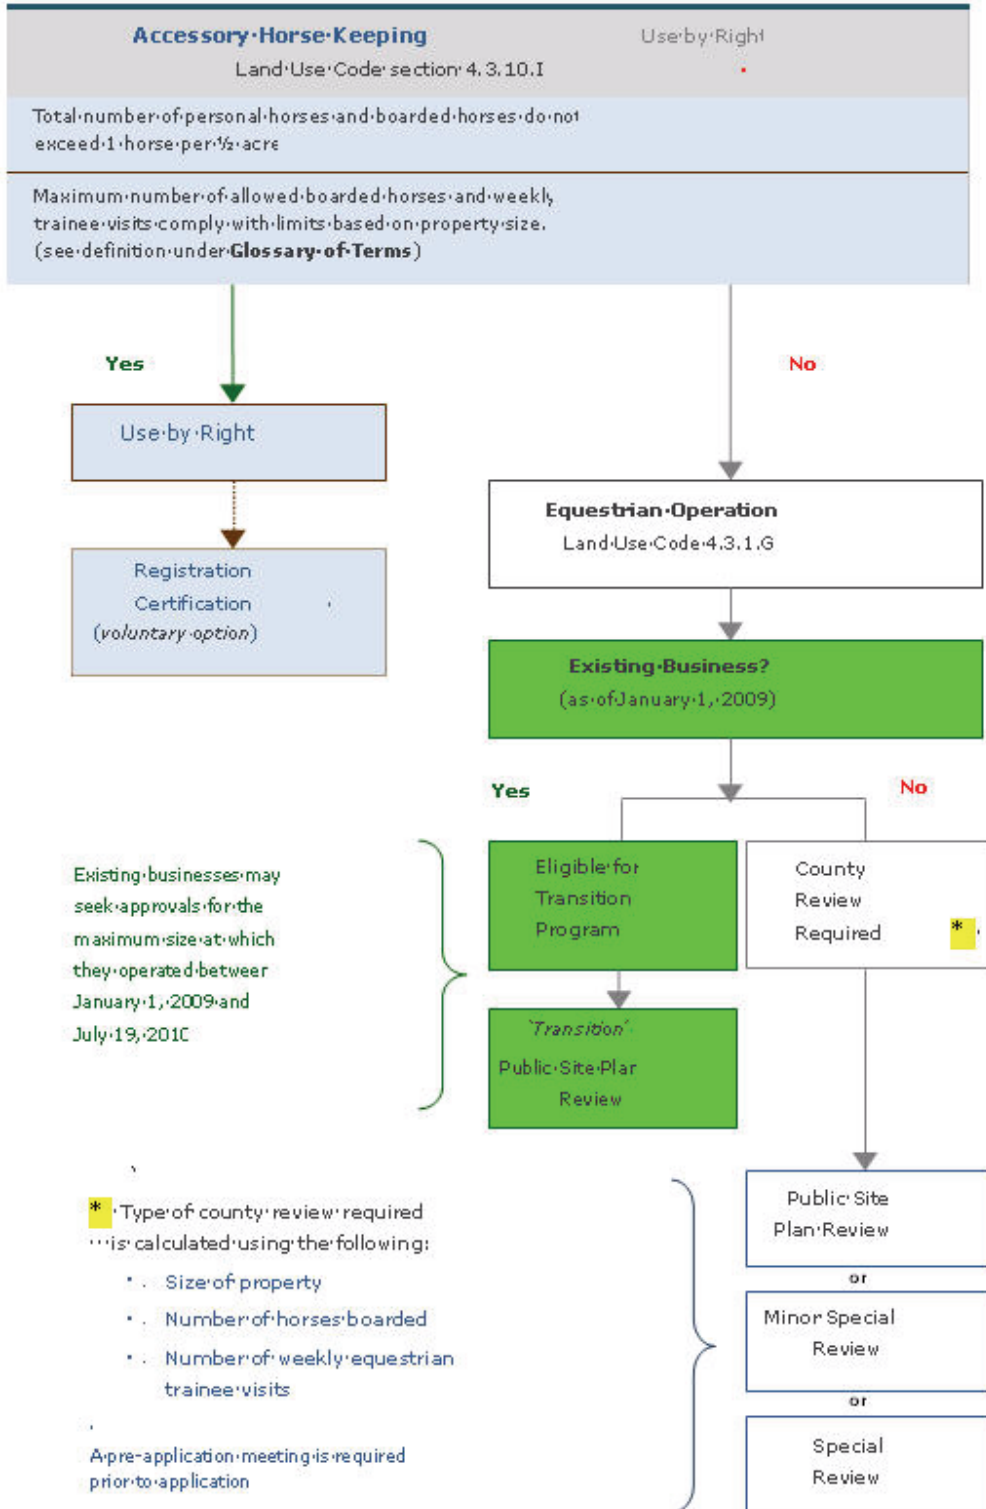 Accessory·Horse·Keeping Use·by·Right
Land·Use·Code·section·4.3.10.I
Total·number·of·personal·horses·and·boarded·horses·do·not
exceed·1·horse·per·½·acre
Maximum·number·of·allowed·boarded·horses·and·weekly
trainee·visits·comply·with·limits·based·on·property·size.
(see·definition·under·Glossary·of·Terms)
Yes
No
Use·by·Right
Equestrian·Operation
Land·Use·Code·4.3.1.G
Registration
Certification
(voluntary·option)
Existing·Business?
(as·of·January·1,·2009)
Yes
No
Existing·businesses·may
seek·approvals·for·the
maximum·size·at·which
they·operated·between
January·1,·2009·and
July·19,·2010
Eligible·for
Transition
Program
County
Review
Required *
'Transition'
Public·Site·Plan
Review
* Type·of·county·review·required
is·calculated·using·the·following:
· Size·of·property
· Number·of·horses·boarded
· Number·of·weekly·equestrian
trainee·visits
A·pre-application·meeting·is·required
prior·to·application
Public·Site
Plan·Review
or
Minor·Special
Review
or
Special
Review